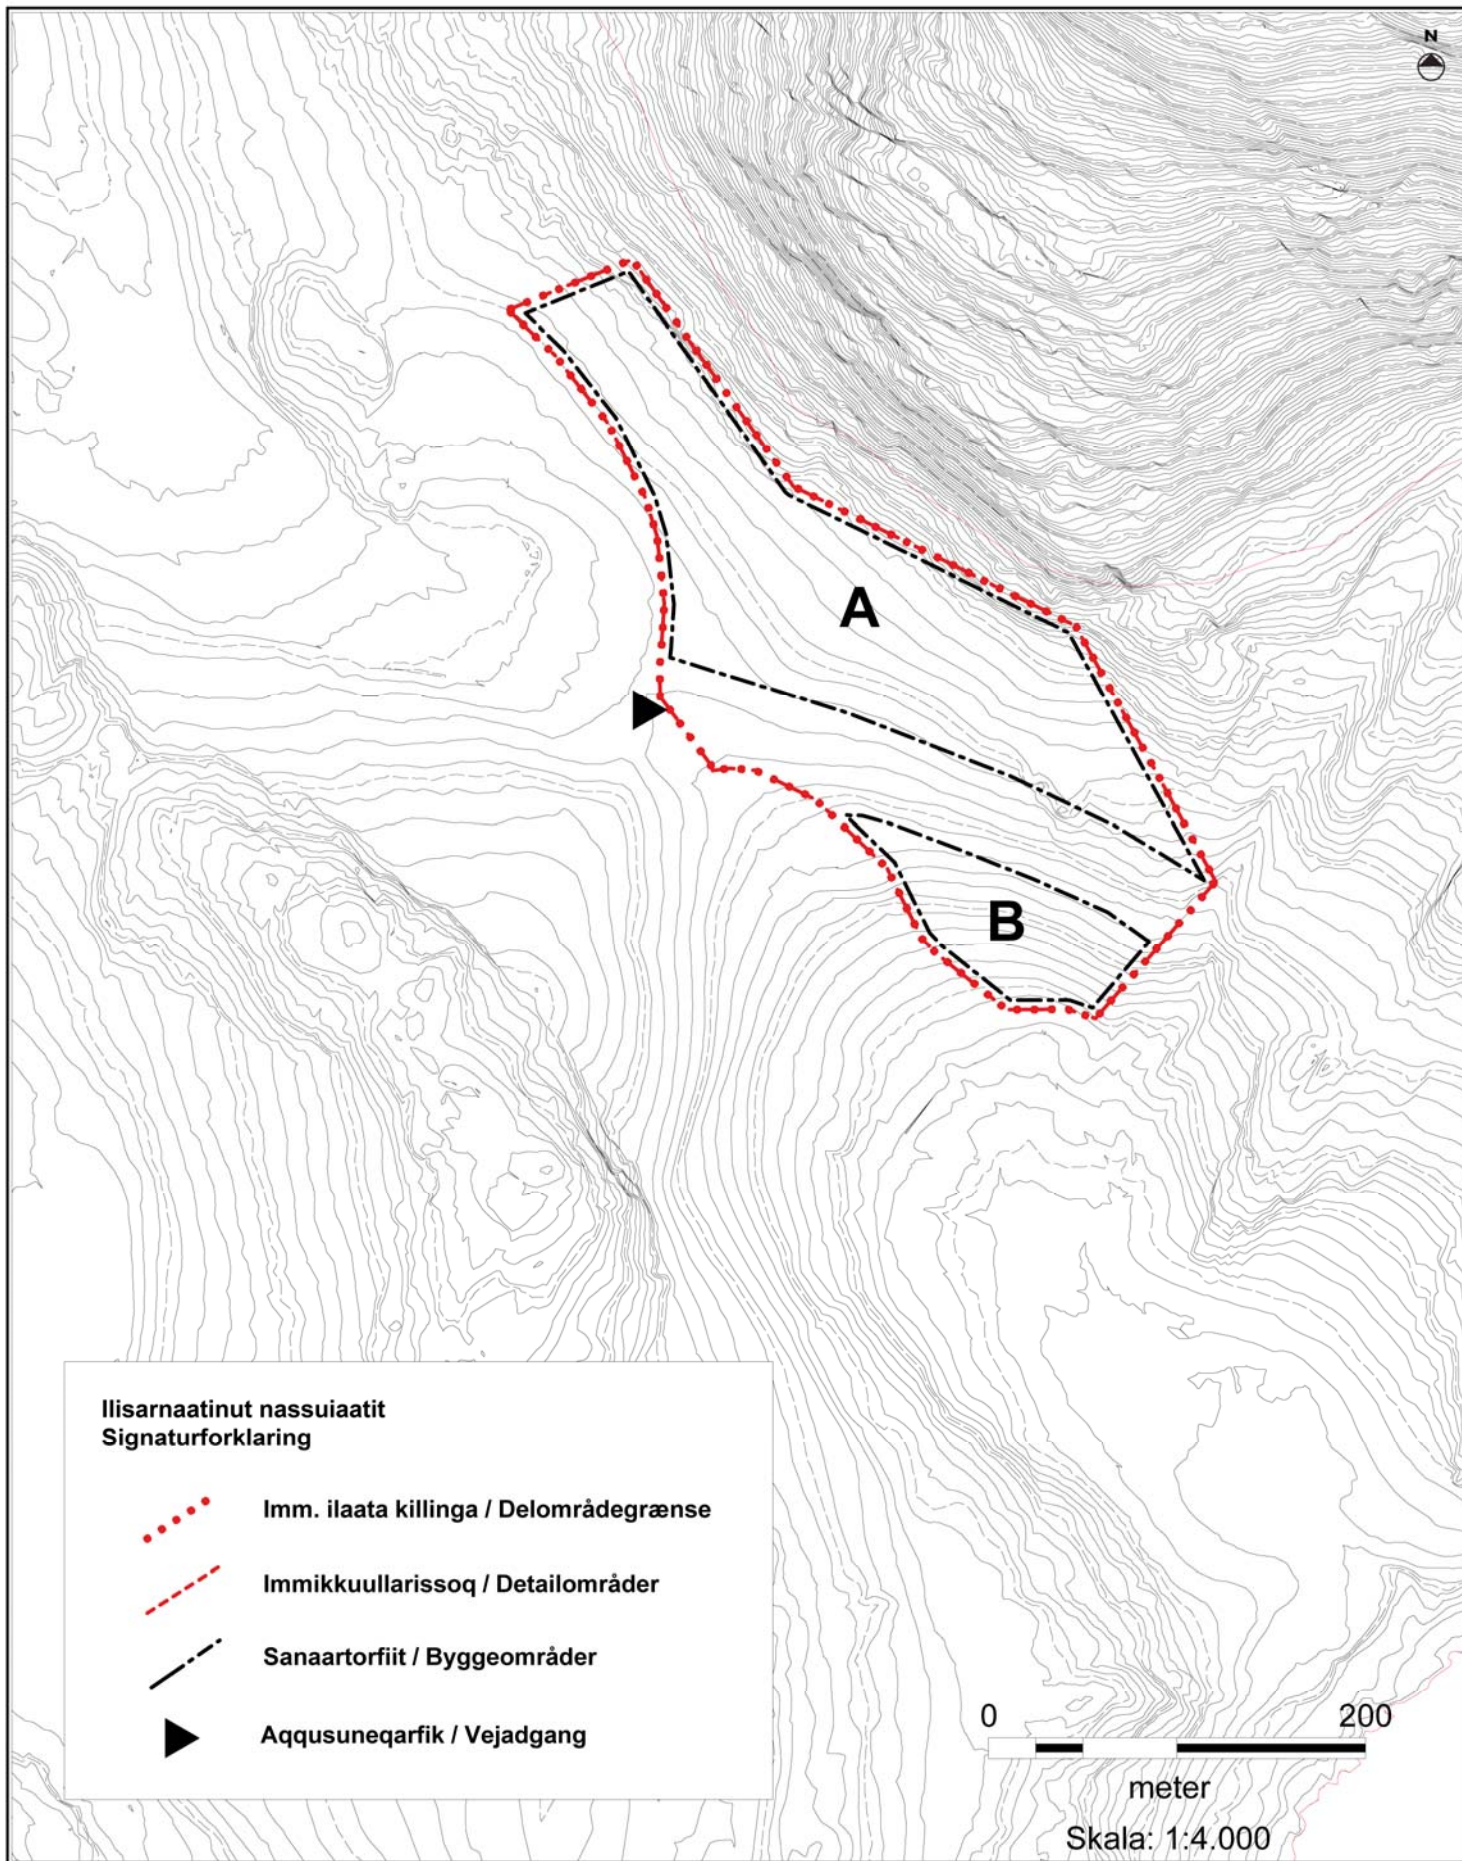 N
A
B
Ilisarnaatinut nassuiaatit
Signaturforklaring
Imm. ilaata killinga / Delområdegrænse
Immikkuullarissoq / Detailområder
Sanaartorfiit / Byggeområder
Aqqusuneqarfik / Vejadgang
0 200
meter
Skala: 1:4.000